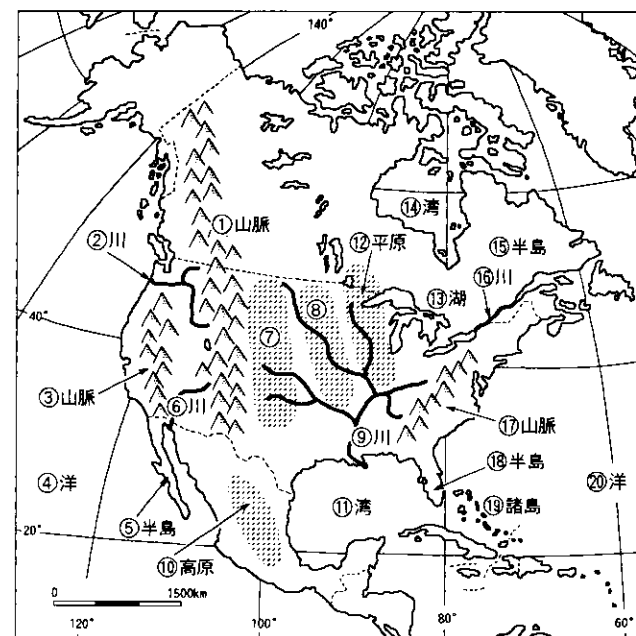 140°
①山脈
②川
⑭湾
⑫平原
⑮半島
⑯川
⑬湖
40°
⑦
⑧
③山脈
⑥川
⑨川
⑰山脈
④洋
⑤半島
⑱半島
⑪湾
⑲諸島
⑳洋
20°
⑩高原
0 1500km
120° 100° 80° 60°